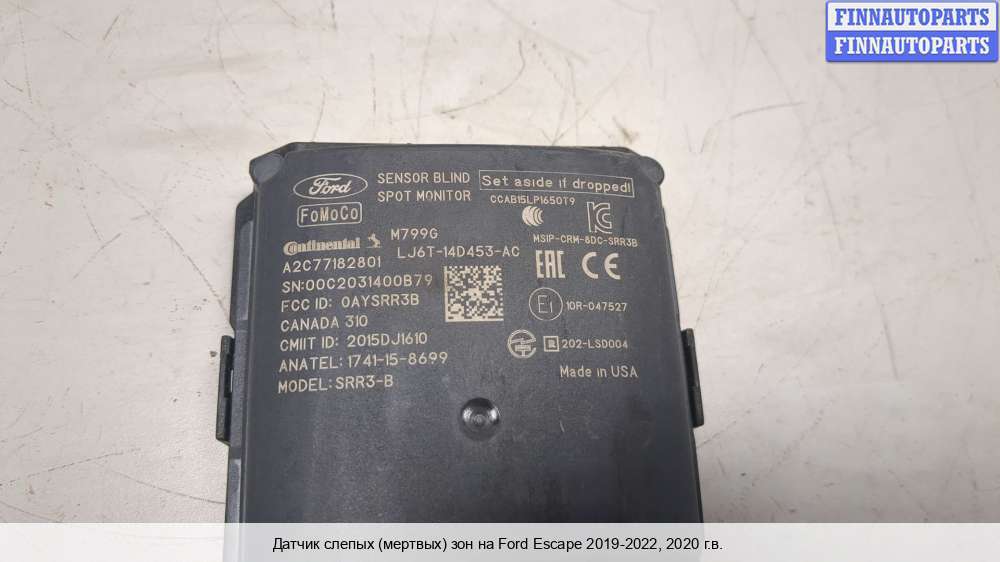 FINNAUTOPARTS
FINNAUTOPARTS
Ford
SENSOR BLIND
SPOT MONITOR
Set aside if dropped!
FoMoCo
CCAB15LP1650T9
Continental
M799G
MSIP-CRM-6DC-SRR3B
A2C77182801
LJ6T-14D453-AC
SN:00C2031400B79
EAC CE
FCC ID: OAYSRR3B
E1 10R-047527
CANADA 310
CMIIT ID: 2015DJ1610
R 202-LSD004
ANATEL: 1741-15-8699
Made in USA
MODEL: SRR3-B
Датчик слепых (мертвых) зон на Ford Escape 2019-2022, 2020 г.в.